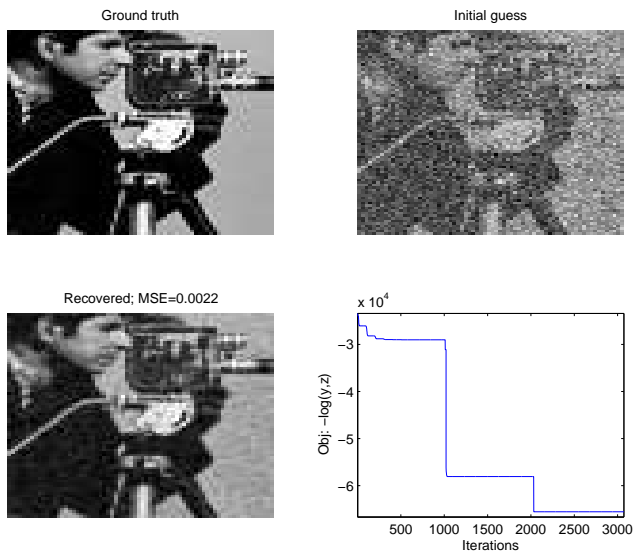 Ground truth
Initial guess
Recovered; MSE=0.0022
x 10^4
−3
−4
−5
−6
Obj: −log(y,z)
500 1000 1500 2000 2500 3000
Iterations